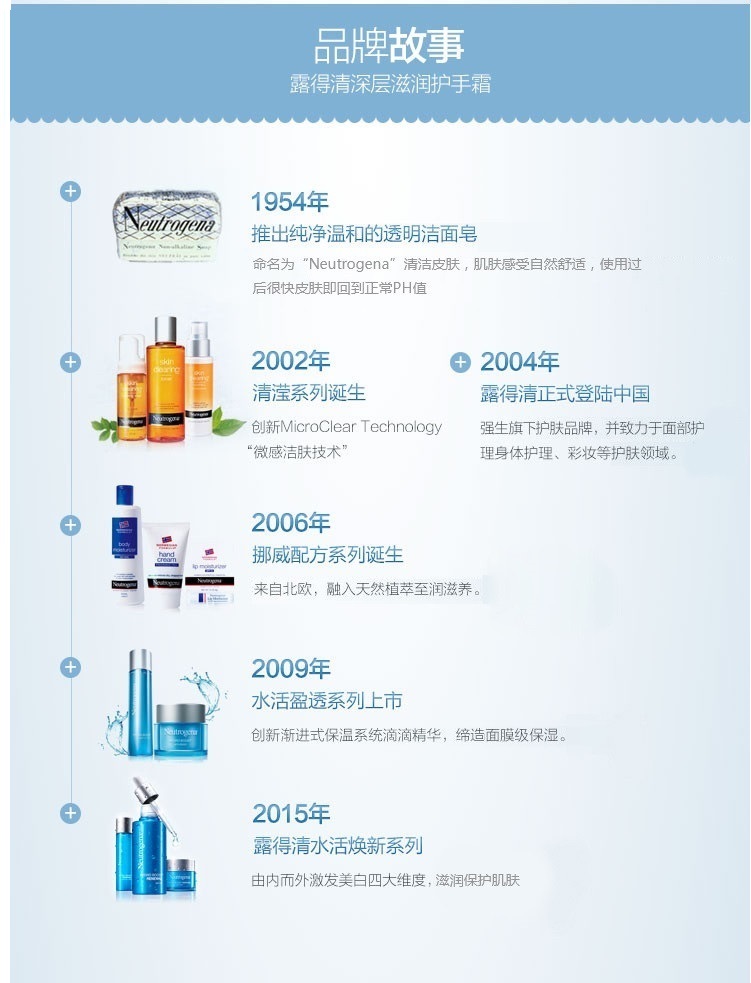 品牌故事
露得清深层滋润护手霜
1954年
推出纯净温和的透明洁面皂
命名为“Neutrogena”清洁皮肤，肌肤感受自然舒适，使用过
后很快皮肤即回到正常PH值
Neutrogena
2002年
清滢系列诞生
创新MicroClear Technology
“微感洁肤技术”
skin
clearing
Neutrogena
2004年
露得清正式登陆中国
强生旗下护肤品牌，并致力于面部护
理身体护理、彩妆等护肤领域。
2006年
挪威配方系列诞生
来自北欧，融入天然植萃至润滋养。
body
moisturizer
Neutrogena
hand
cream
Neutrogena
lip moisturizer
Neutrogena
2009年
水活盈透系列上市
创新渐进式保温系统滴滴精华，缔造面膜级保湿。
Neutrogena
2015年
露得清水活焕新系列
由内而外激发美白四大维度，滋润保护肌肤
Neutrogena